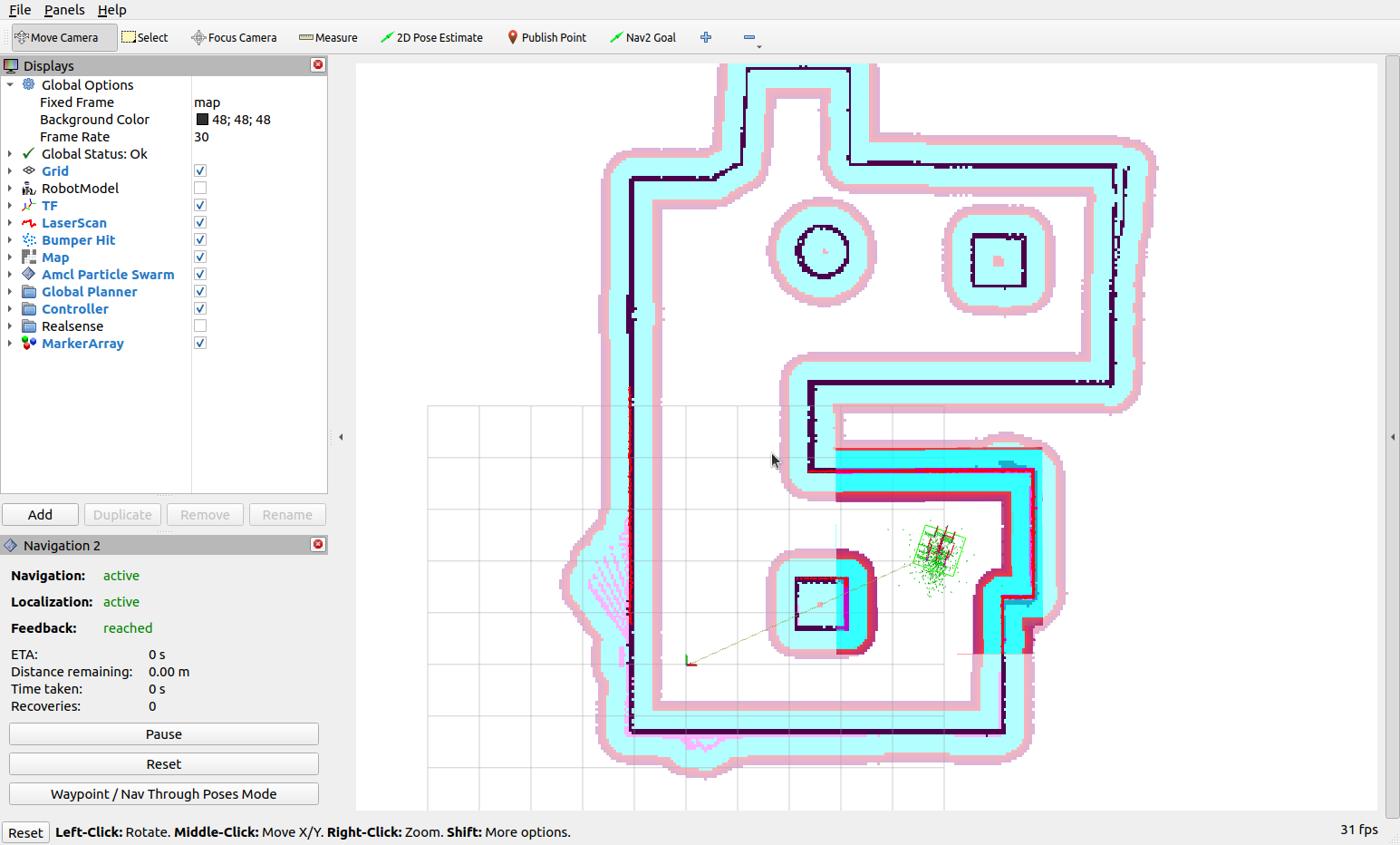 File Panels Help
Move Camera Select Focus Camera Measure 2D Pose Estimate Publish Point Nav2 Goal
Displays
Global Options
Fixed Frame map
Background Color 48; 48; 48
Frame Rate 30
Global Status: Ok
Grid
RobotModel
TF
LaserScan
Bumper Hit
Map
Amcl Particle Swarm
Global Planner
Controller
Realsense
MarkerArray
Add Duplicate Remove Rename
Navigation 2
Navigation: active
Localization: active
Feedback: reached
ETA: 0 s
Distance remaining: 0.00 m
Time taken: 0 s
Recoveries: 0
Pause
Reset
Waypoint / Nav Through Poses Mode
Reset Left-Click: Rotate. Middle-Click: Move X/Y. Right-Click: Zoom. Shift: More options. 31 fps